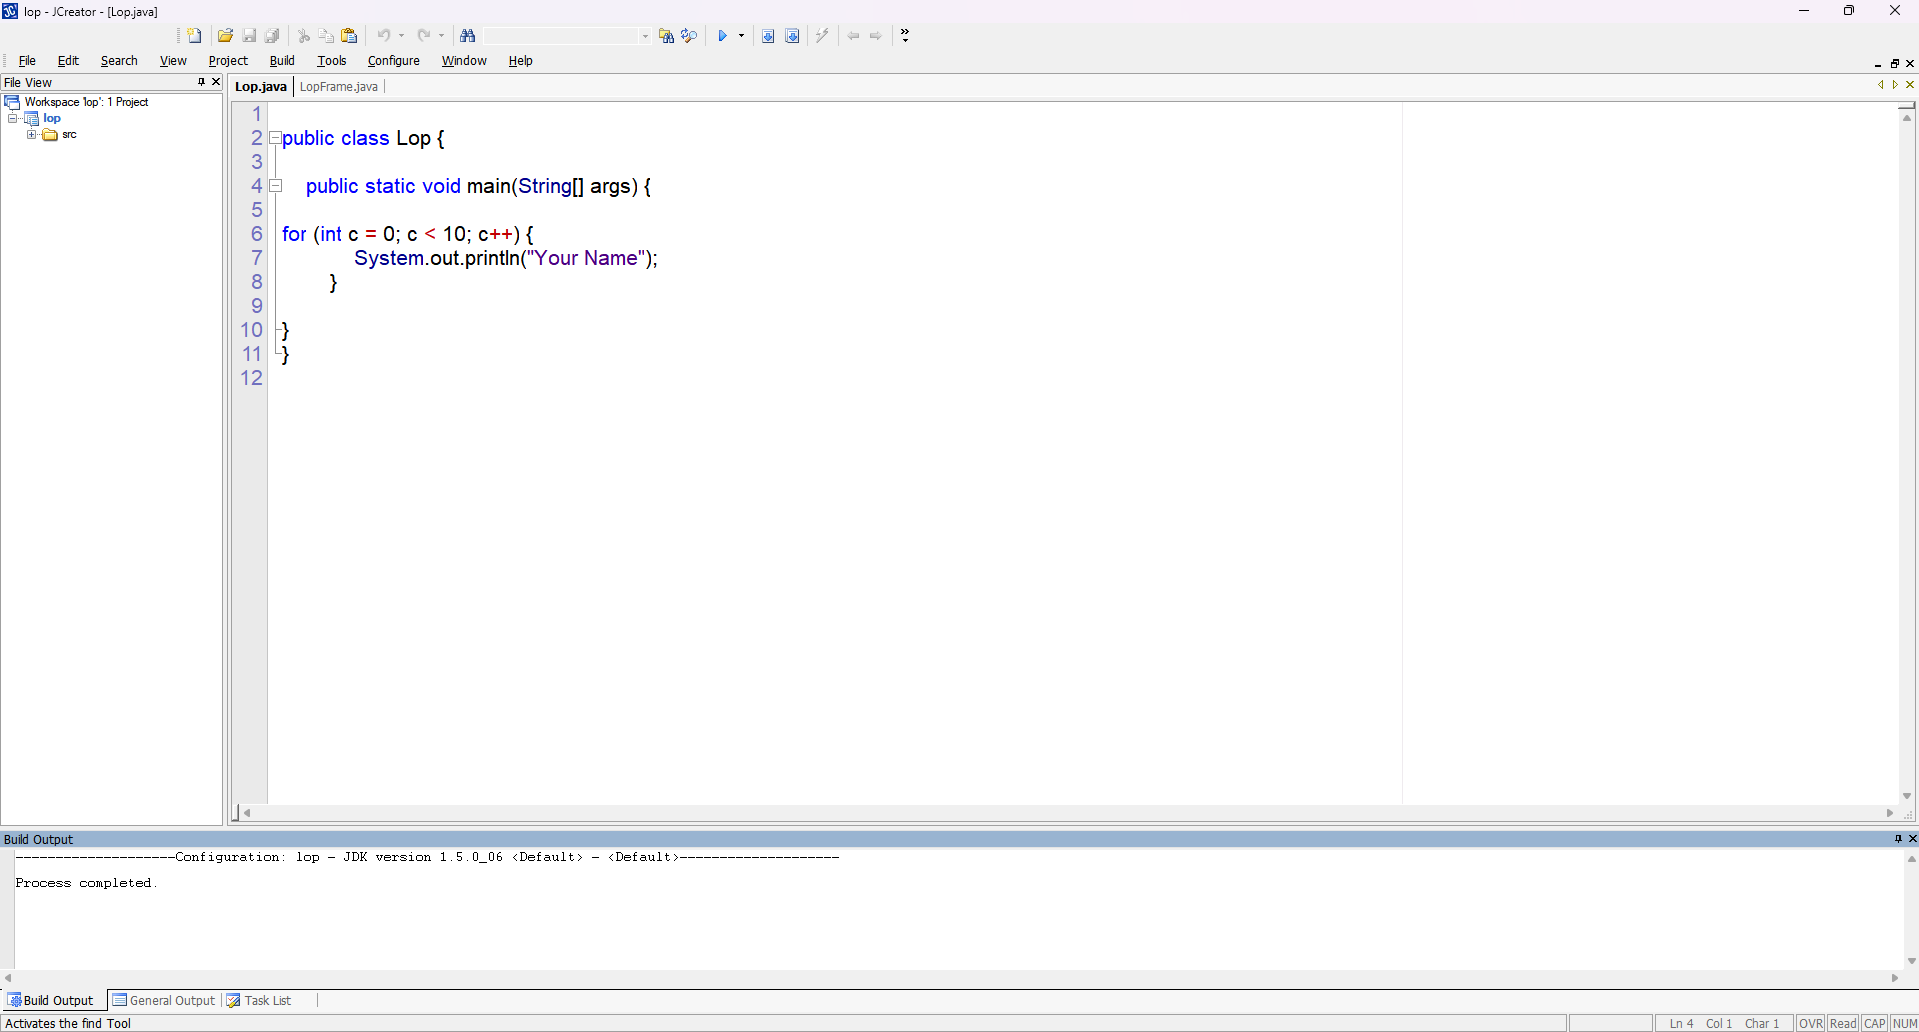 lop - JCreator - [Lop.java]
File Edit Search View Project Build Tools Configure Window Help
File View
Workspace 'lop': 1 Project
lop
src
Lop.java LopFrame.java
1
2 public class Lop {
3
4 public static void main(String[] args) {
5
6 for (int c = 0; c < 10; c++) {
7 System.out.println("Your Name");
8 }
9
10 }
11 }
12
Build Output
--------------------Configuration: lop - JDK version 1.5.0_06 <Default> - <Default>--------------------
Process completed.
Build Output General Output Task List
Activates the find Tool Ln 4 Col 1 Char 1 OVR Read CAP NUM